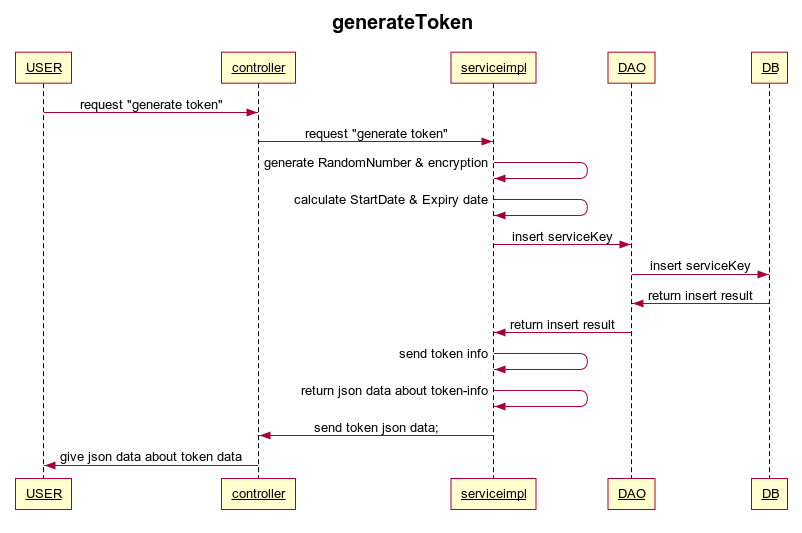 generateToken
USER
controller
serviceimpl
DAO
DB
request "generate token"
request "generate token"
generate RandomNumber & encryption
calculate StartDate & Expiry date
insert serviceKey
insert serviceKey
return insert result
return insert result
send token info
return json data about token-info
send token json data;
give json data about token data
USER
controller
serviceimpl
DAO
DB